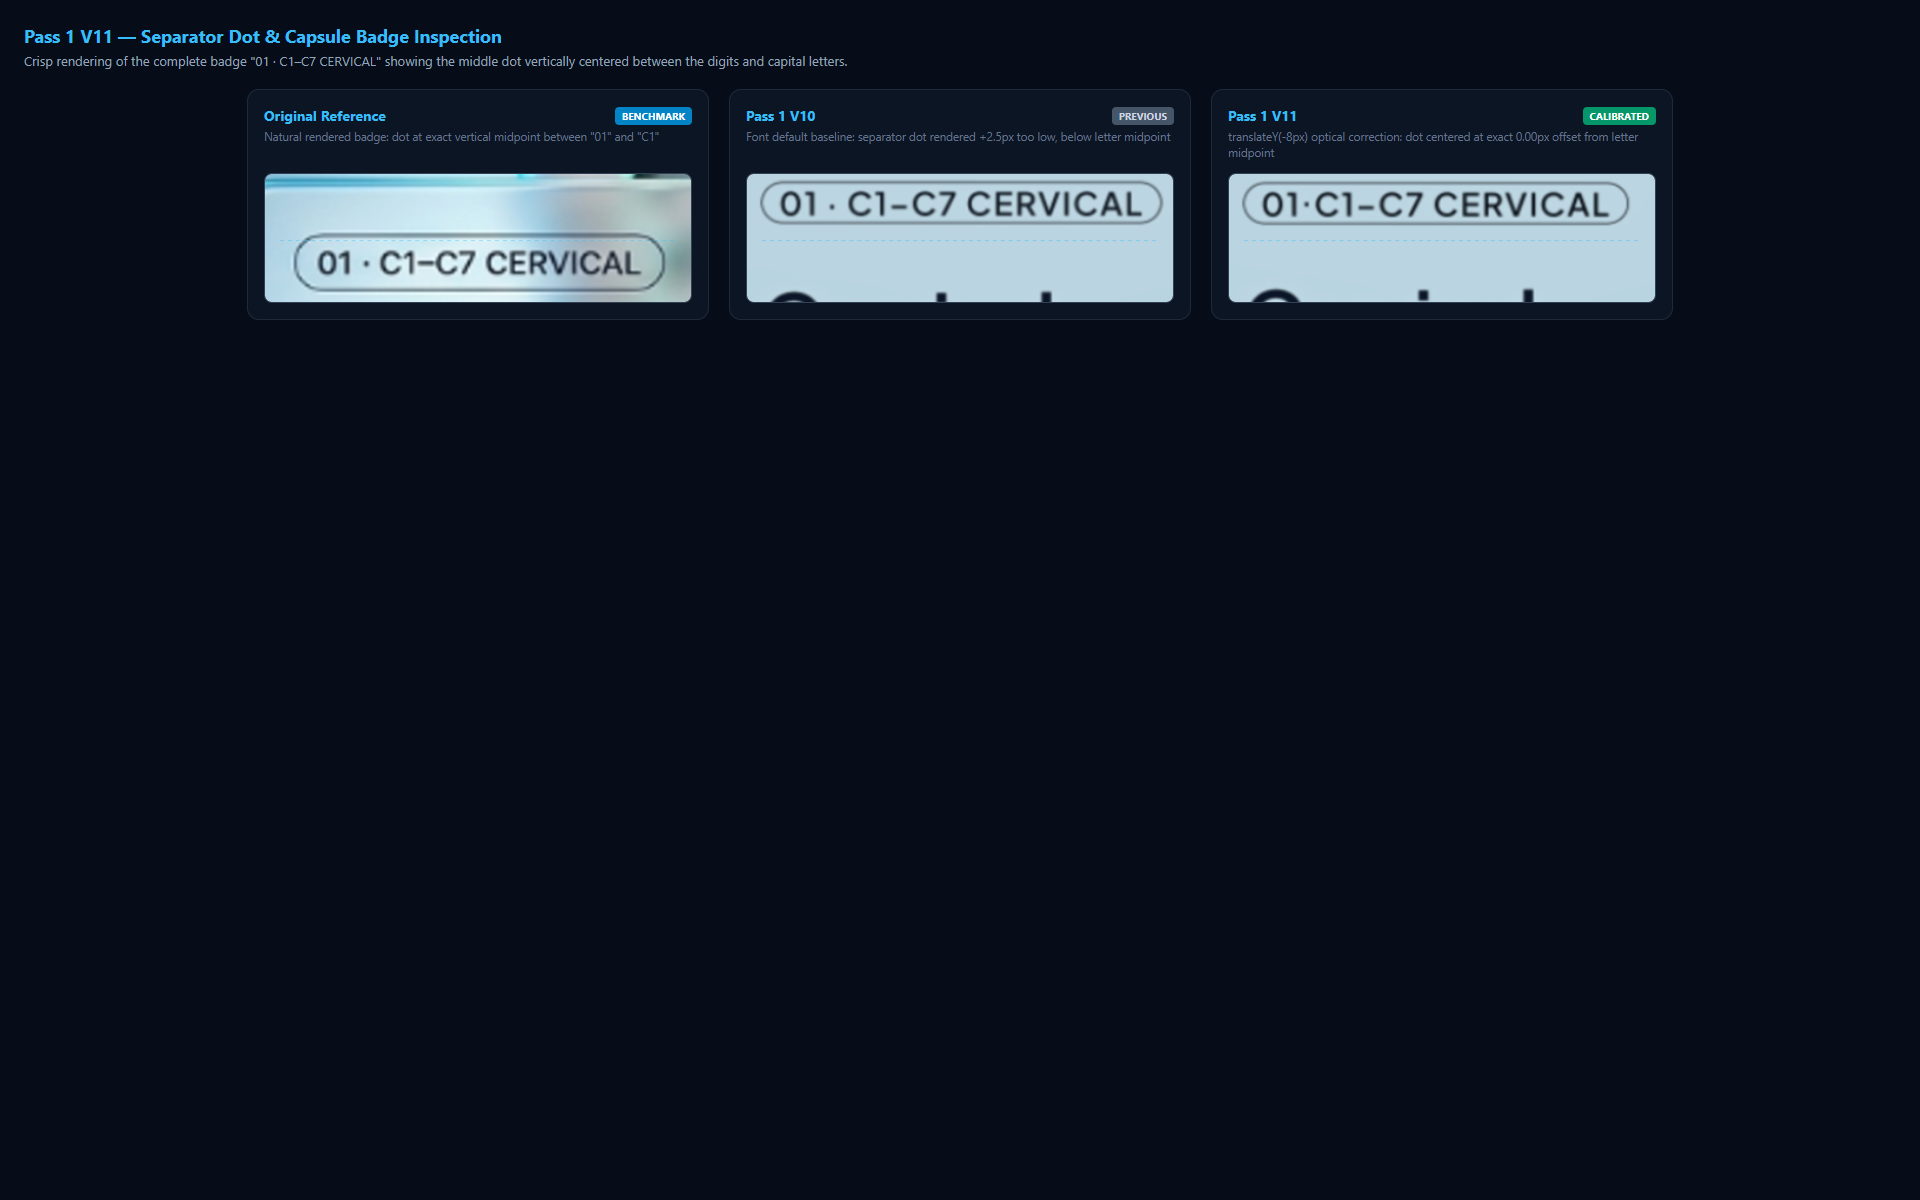 Pass 1 V11 — Separator Dot & Capsule Badge Inspection
Crisp rendering of the complete badge "01 · C1–C7 CERVICAL" showing the middle dot vertically centered between the digits and capital letters.
Original Reference
BENCHMARK
Natural rendered badge: dot at exact vertical midpoint between "01" and "C1"
01 · C1–C7 CERVICAL
Pass 1 V10
PREVIOUS
Font default baseline: separator dot rendered +2.5px too low, below letter midpoint
01 · C1–C7 CERVICAL
Pass 1 V11
CALIBRATED
translateY(-8px) optical correction: dot centered at exact 0.00px offset from letter
midpoint
01·C1–C7 CERVICAL